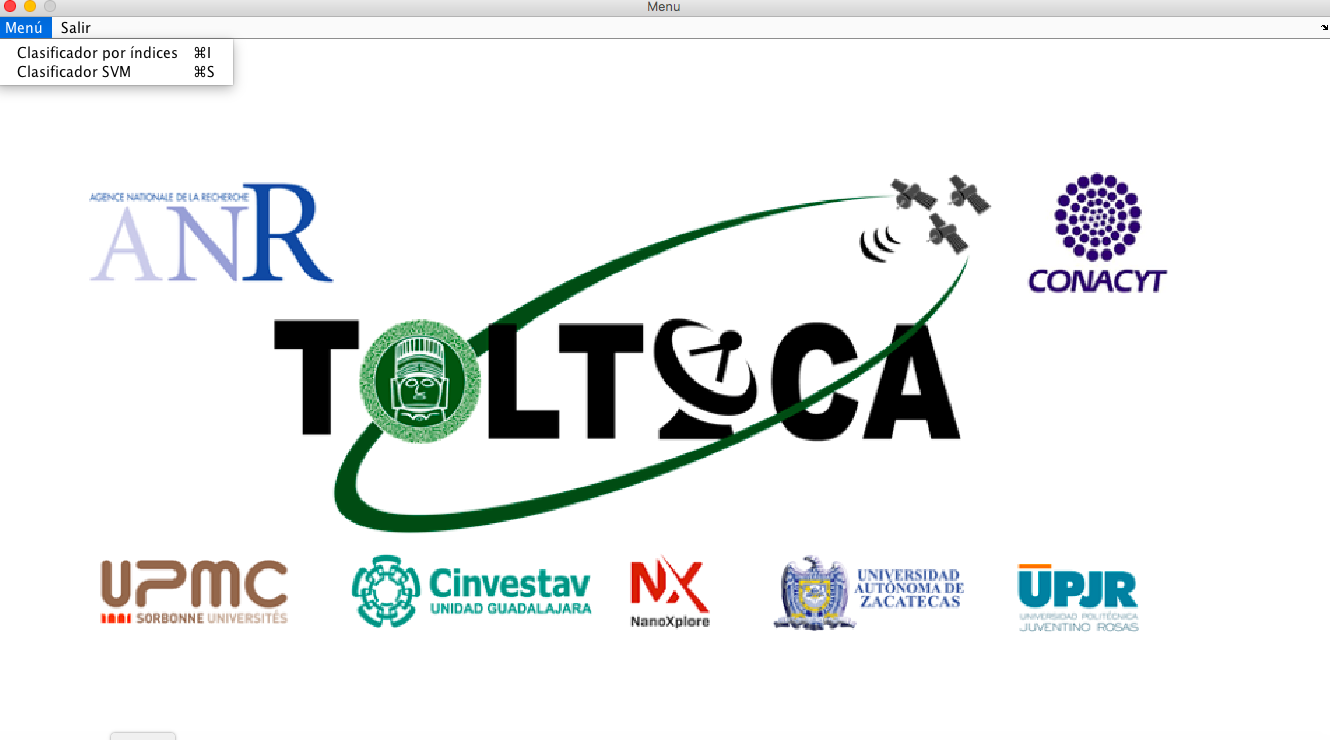 Menu
Menú Salir
Clasificador por índices ⌘I
Clasificador SVM ⌘S
AGENCE NATIONALE DE LA RECHERCHE
ANR
CONACYT
TOLTECA
UPMC
SORBONNE UNIVERSITÉS
Cinvestav
UNIDAD GUADALAJARA
NX
NanoXplore
UNIVERSIDAD
AUTÓNOMA DE
ZACATECAS
UPJR
UNIVERSIDAD POLITÉCNICA
JUVENTINO ROSAS